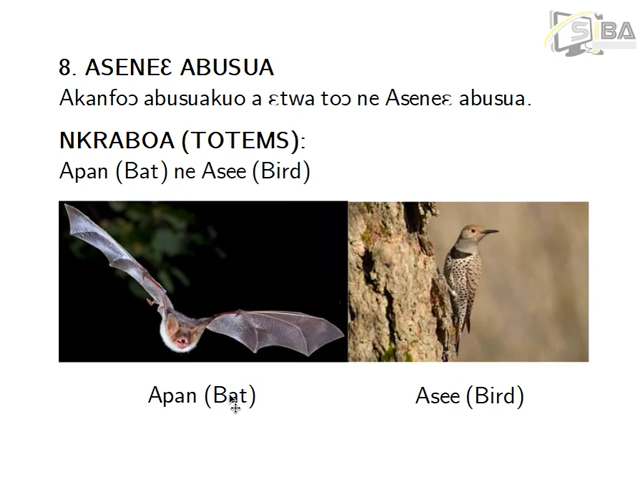 SiBA
8. ASENEƐ ABUSUA
Akanfoɔ abusuakuo a ɛtwa toɔ ne Aseneɛ abusua.
NKRABOA (TOTEMS):
Apan (Bat) ne Asee (Bird)
Apan (Bat)
Asee (Bird)